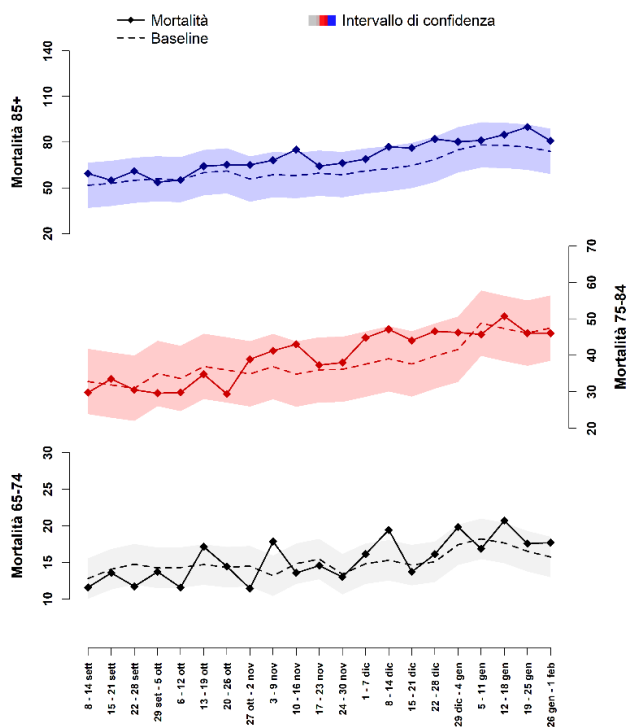 Mortalità
Baseline
Intervallo di confidenza
Mortalità 85+
140
110
80
50
20
Mortalità 75-84
70
60
50
40
30
20
Mortalità 65-74
30
25
20
15
10
8 - 14 sett
15 - 21 sett
22 - 28 sett
29 set - 5 ott
6 - 12 ott
13 - 19 ott
20 - 26 ott
27 ott - 2 nov
3 - 9 nov
10 - 16 nov
17 - 23 nov
24 - 30 nov
1 - 7 dic
8 - 14 dic
15 - 21 dic
22 - 28 dic
29 dic - 4 gen
5 - 11 gen
12 - 18 gen
19 - 25 gen
26 gen - 1 feb